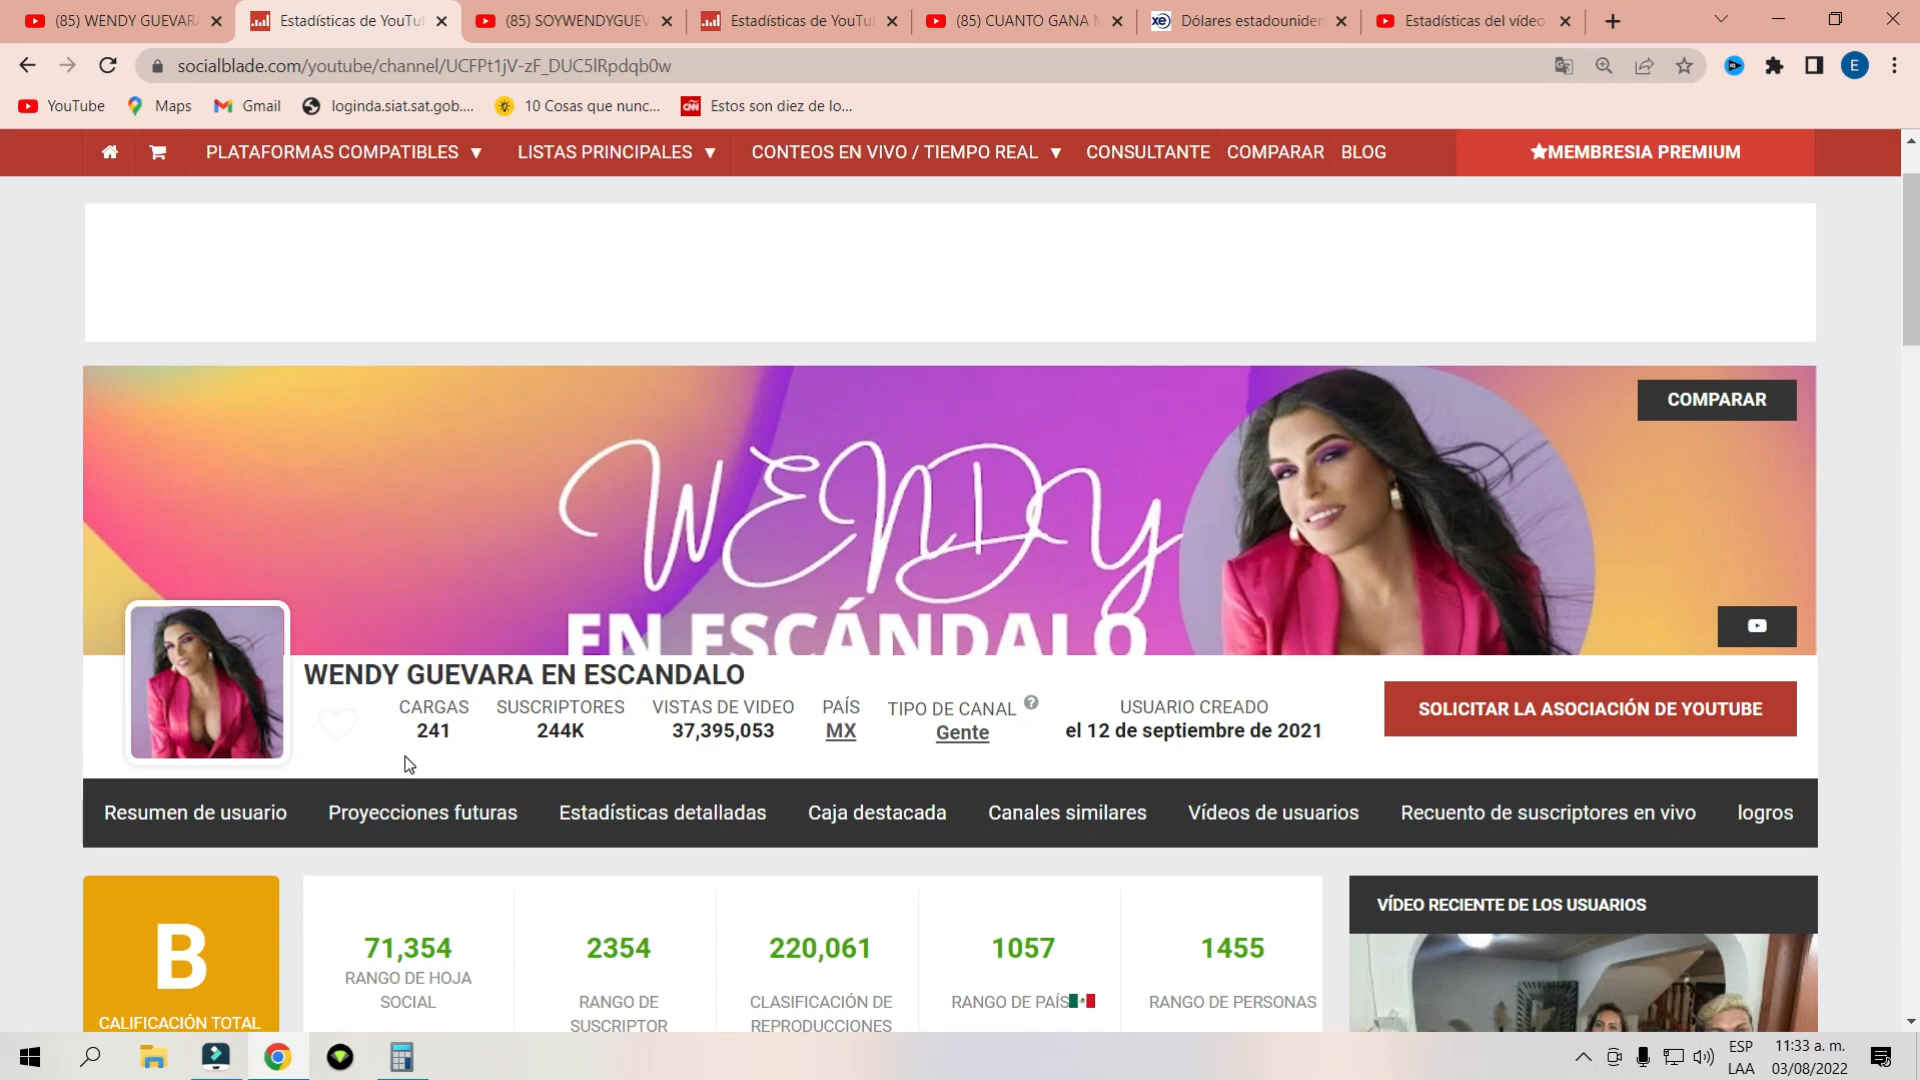 (85) WENDY GUEVARA
Estadísticas de YouTu
(85) SOYWENDYGUEV
Estadísticas de YouTu
(85) CUANTO GANA
xe Dólares estadouniden
Estadísticas del vídeo
socialblade.com/youtube/channel/UCFPt1jV-zF_DUC5lRpdqb0w
E
YouTube
Maps
Gmail
loginda.siat.sat.gob....
10 Cosas que nunc...
CNN Estos son diez de lo...
PLATAFORMAS COMPATIBLES ▼
LISTAS PRINCIPALES ▼
CONTEOS EN VIVO / TIEMPO REAL ▼
CONSULTANTE
COMPARAR
BLOG
★MEMBRESIA PREMIUM
COMPARAR
WENDY
EN ESCÁNDALO
WENDY GUEVARA EN ESCANDALO
CARGAS
241
SUSCRIPTORES
244K
VISTAS DE VIDEO
37,395,053
PAÍS
MX
TIPO DE CANAL ?
Gente
USUARIO CREADO
el 12 de septiembre de 2021
SOLICITAR LA ASOCIACIÓN DE YOUTUBE
Resumen de usuario
Proyecciones futuras
Estadísticas detalladas
Caja destacada
Canales similares
Vídeos de usuarios
Recuento de suscriptores en vivo
logros
B
CALIFICACIÓN TOTAL
71,354
RANGO DE HOJA
SOCIAL
2354
RANGO DE
SUSCRIPTOR
220,061
CLASIFICACIÓN DE
REPRODUCCIONES
1057
RANGO DE PAÍS
1455
RANGO DE PERSONAS
VÍDEO RECIENTE DE LOS USUARIOS
ESP
LAA
11:33 a. m.
03/08/2022